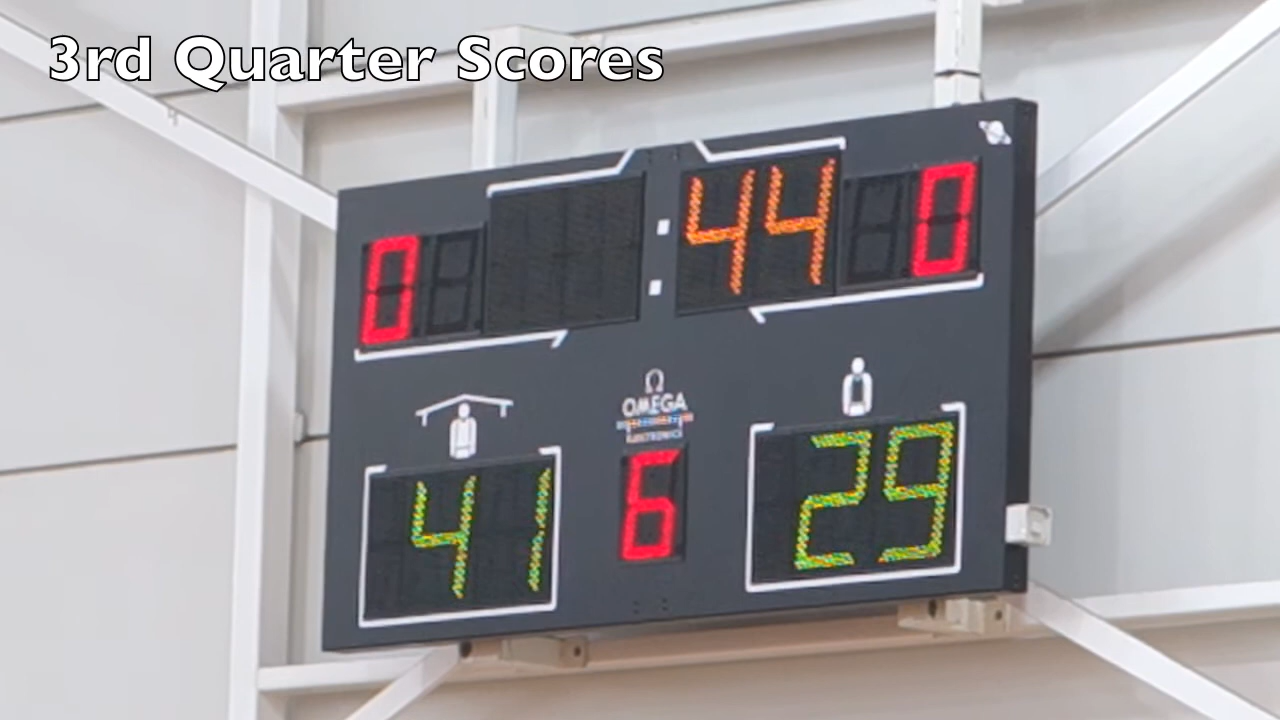 3rd Quarter Scores
0 : 44 0
Ω
OMEGA
ELECTRONICS
41 6 29